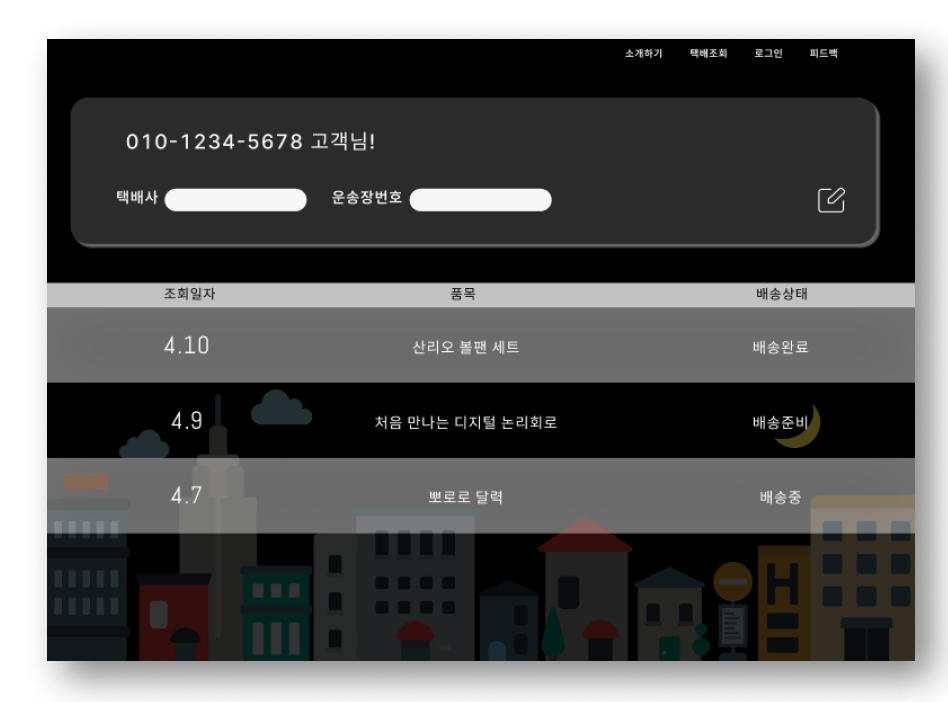 소개하기 택배조회 로그인 피드백
010-1234-5678 고객님!
택배사 운송장번호
조회일자 품목 배송상태
4.10 산리오 볼팬 세트 배송완료
4.9 처음 만나는 디지털 논리회로 배송준비
4.7 뽀로로 달력 배송중
H